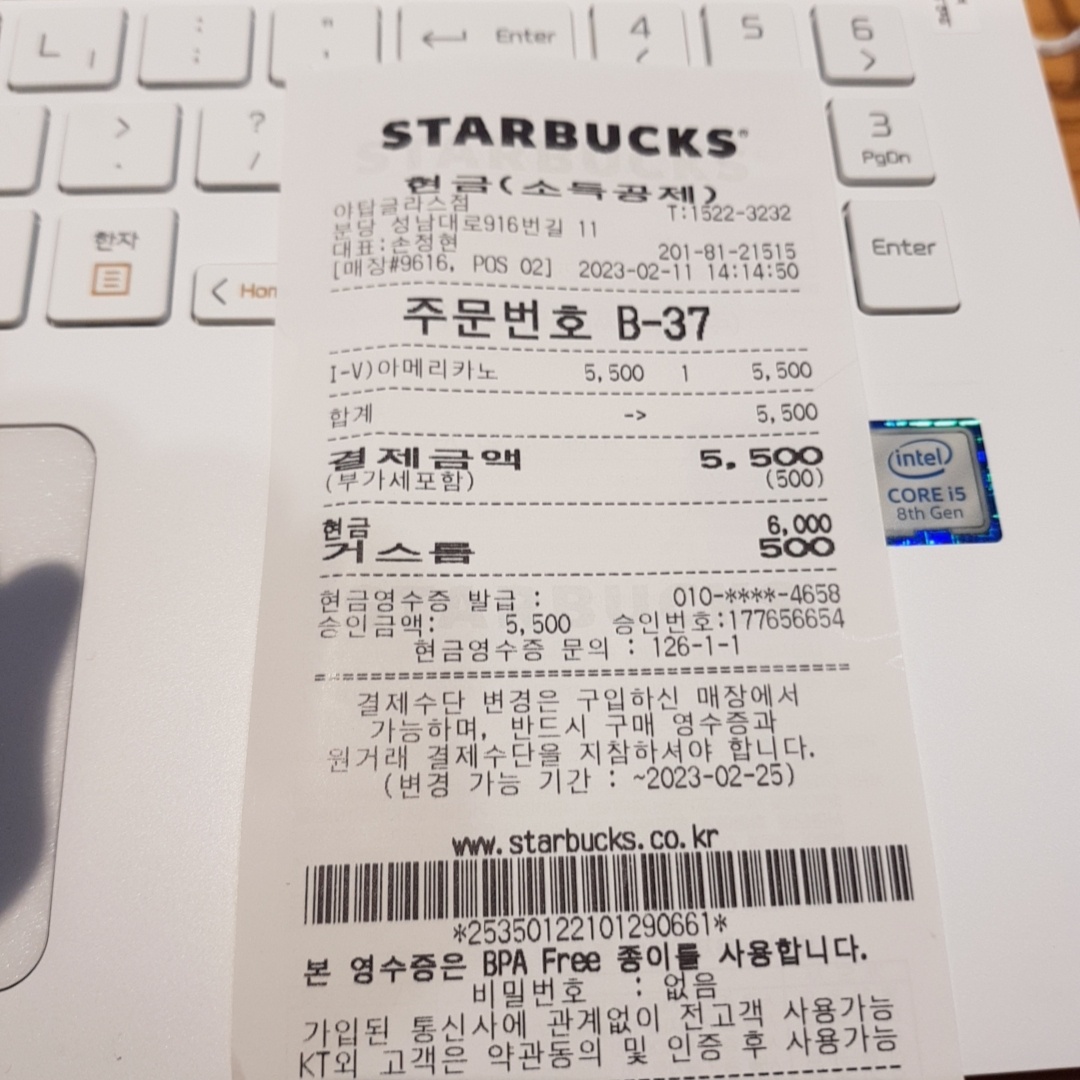 ㄴ ㅣ
: ;
" '
← Enter
4
5
6 >
> .
? /
3 PgDn
한자
< Hom
Enter
STARBUCKS
현금(소득공제)
야탑글라스점 T:1522-3232
분당 성남대로916번길 11
대표:손정현 201-81-21515
[매장#9616, POS 02] 2023-02-11 14:14:50
주문번호 B-37
I-V)아메리카노 5,500 1 5,500
합계 -> 5,500
결제금액 5,500
(부가세포함) (500)
현금 6,000
거스름 500
현금영수증 발급 : 010-****-4658
승인금액: 5,500 승인번호:177656654
현금영수증 문의 : 126-1-1
결제수단 변경은 구입하신 매장에서
가능하며, 반드시 구매 영수증과
원거래 결제수단을 지참하셔야 합니다.
(변경 가능 기간 : ~2023-02-25)
www.starbucks.co.kr
*253501221012906​61*
본 영수증은 BPA Free 종이를 사용합니다.
비밀번호 : 없음
가입된 통신사에 관계없이 전고객 사용가능
KT외 고객은 약관동의 및 인증 후 사용가능
intel
CORE i5
8th Gen